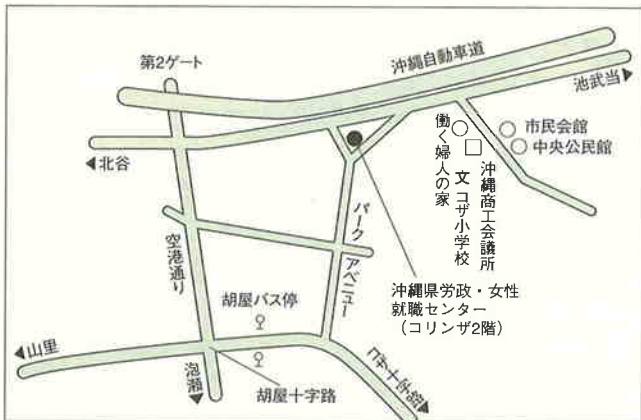 第2ゲート
沖縄自動車道
池武当
北谷
働く婦人の家
市民会館
中央公民館
沖縄商工会議所
文 コザ小学校
パークアベニュー
空港通り
沖縄県労政・女性
就職センター
(コリンザ2階)
胡屋バス停
山里
泡瀬
胡屋十字路
コザ十字路